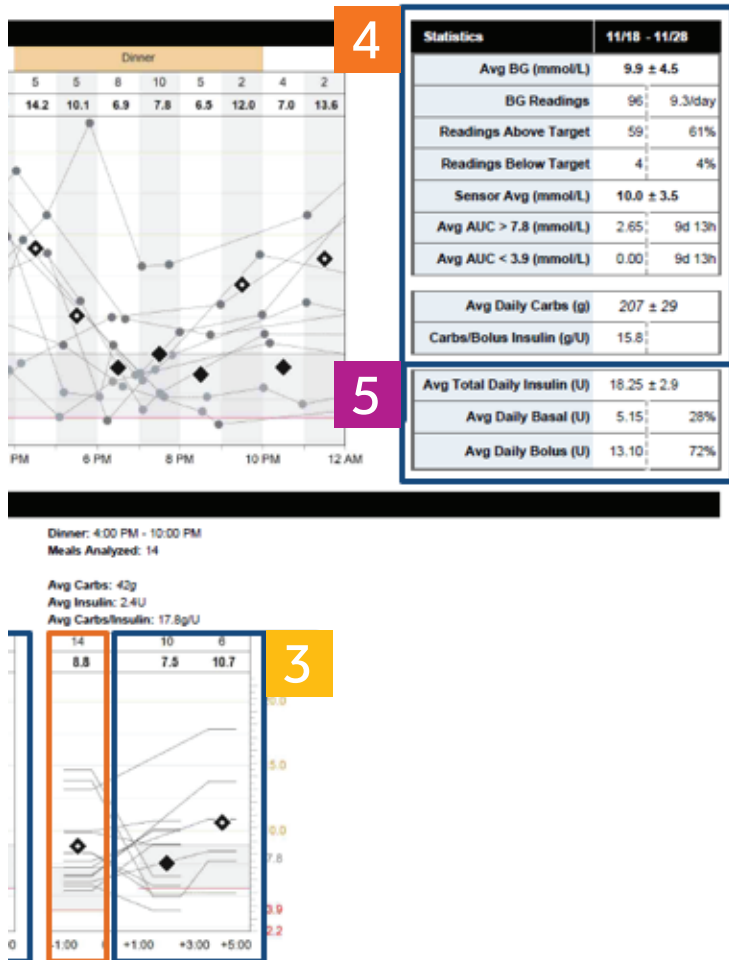 4
Statistics 11/18 - 11/28
Dinner
5 5 8 10 5 2 4 2
14.2 10.1 6.9 7.8 6.5 12.0 7.0 13.6
PM 6 PM 8 PM 10 PM 12 AM
Avg BG (mmol/L) 9.9 ± 4.5
BG Readings 96 9.3/day
Readings Above Target 59 61%
Readings Below Target 4 4%
Sensor Avg (mmol/L) 10.0 ± 3.5
Avg AUC > 7.8 (mmol/L) 2.65 9d 13h
Avg AUC < 3.9 (mmol/L) 0.00 9d 13h
Avg Daily Carbs (g) 207 ± 29
Carbs/Bolus Insulin (g/U) 15.8
5
Avg Total Daily Insulin (U) 18.25 ± 2.9
Avg Daily Basal (U) 5.15 28%
Avg Daily Bolus (U) 13.10 72%
Dinner: 4:00 PM - 10:00 PM
Meals Analyzed: 14
Avg Carbs: 42g
Avg Insulin: 2.4U
Avg Carbs/Insulin: 17.8g/U
3
14 10 6
8.8 7.5 10.7
0.0
5.0
0.0
7.8
3.9
2.2
-1:00 +1:00 +3:00 +5:00